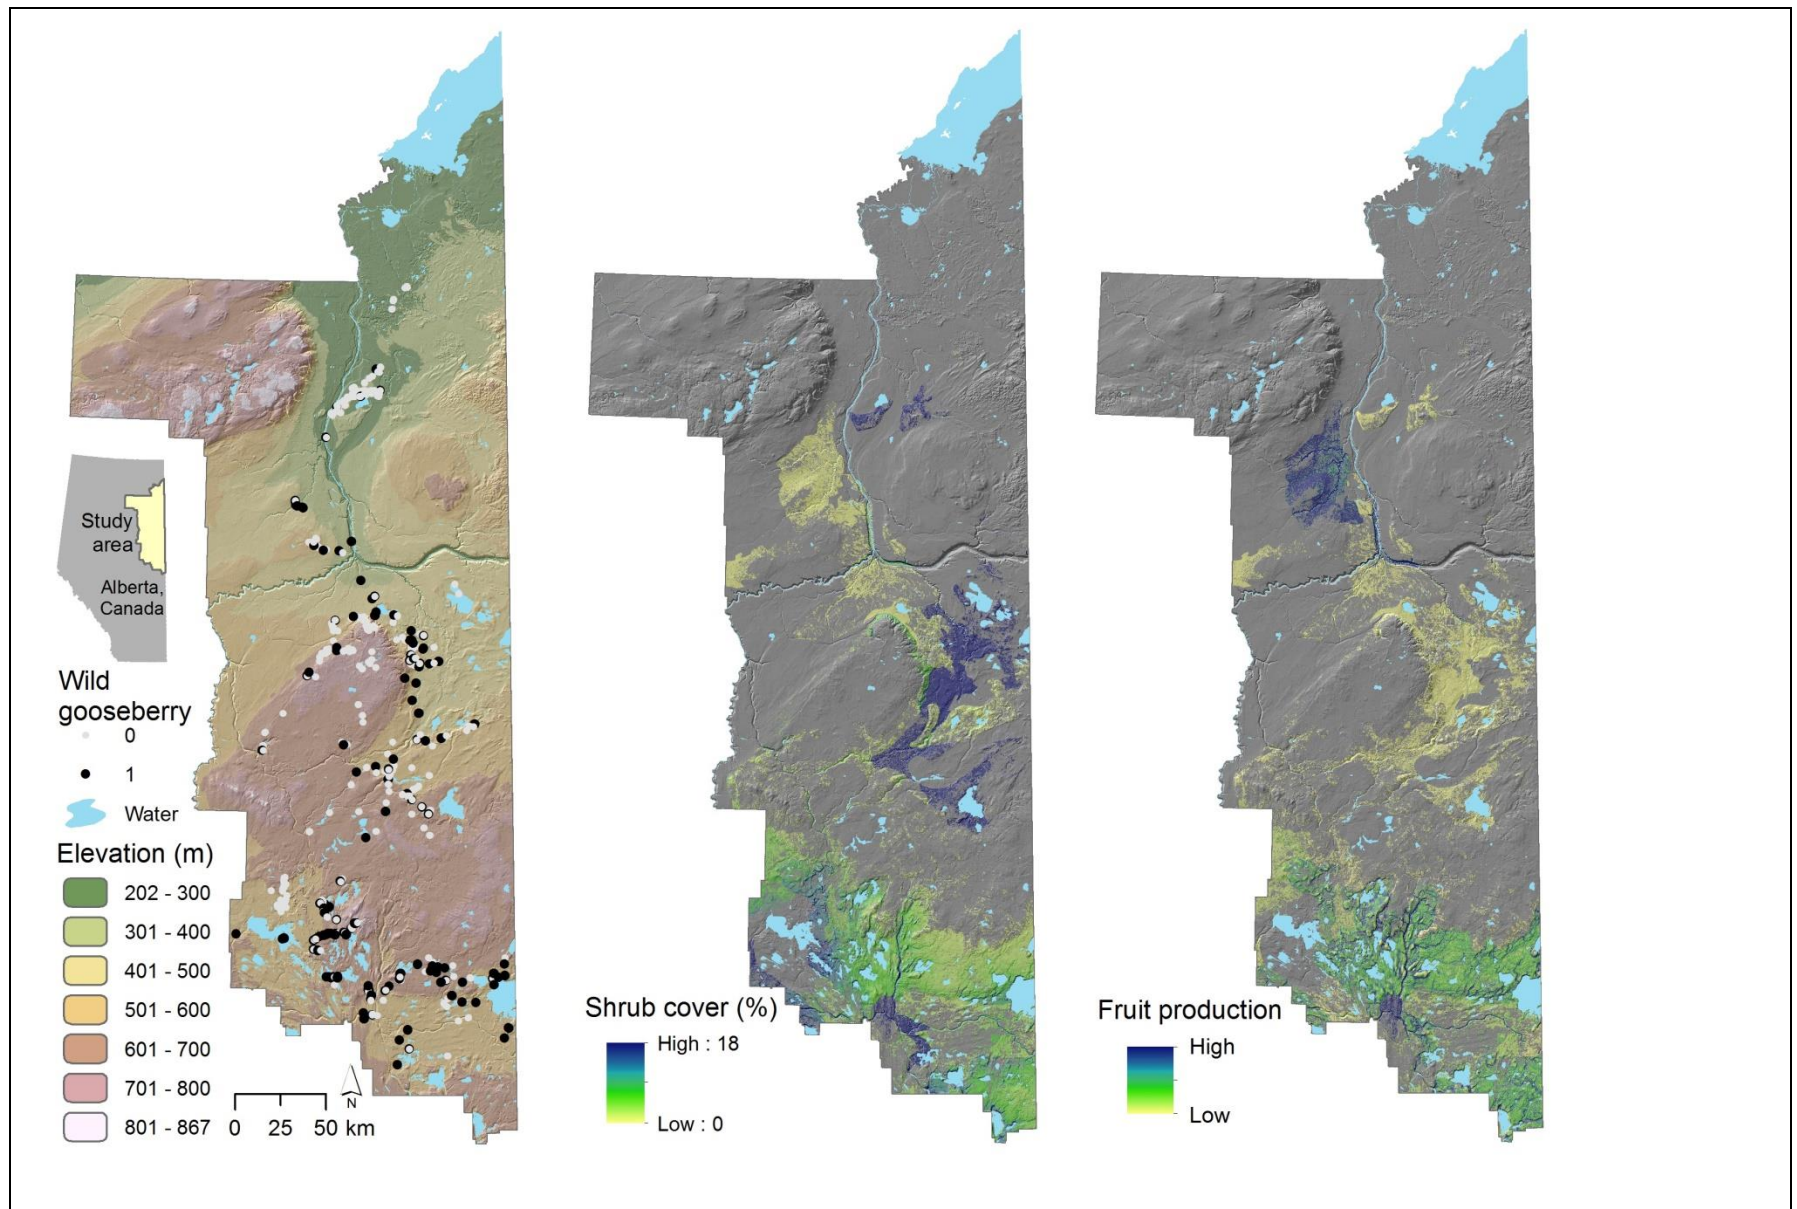 Study
area
Alberta,
Canada
Wild
gooseberry
0
1
Water
Elevation (m)
202 - 300
301 - 400
401 - 500
501 - 600
601 - 700
701 - 800
801 - 867
N
0 25 50 km
Shrub cover (%)
High : 18
Low : 0
Fruit production
High
Low